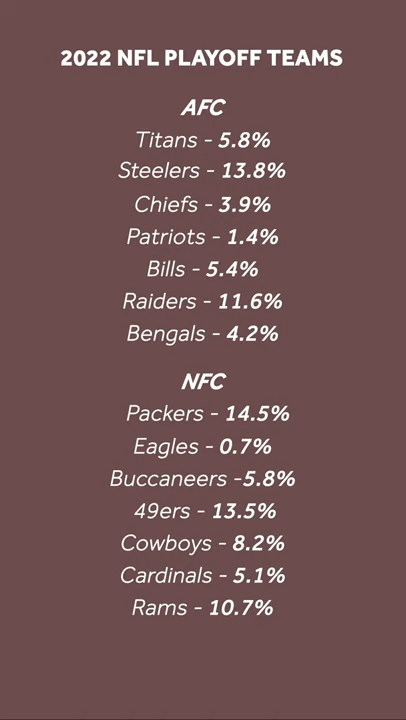 2022 NFL PLAYOFF TEAMS
AFC
Titans - 5.8%
Steelers - 13.8%
Chiefs - 3.9%
Patriots - 1.4%
Bills - 5.4%
Raiders - 11.6%
Bengals - 4.2%
NFC
Packers - 14.5%
Eagles - 0.7%
Buccaneers -5.8%
49ers - 13.5%
Cowboys - 8.2%
Cardinals - 5.1%
Rams - 10.7%